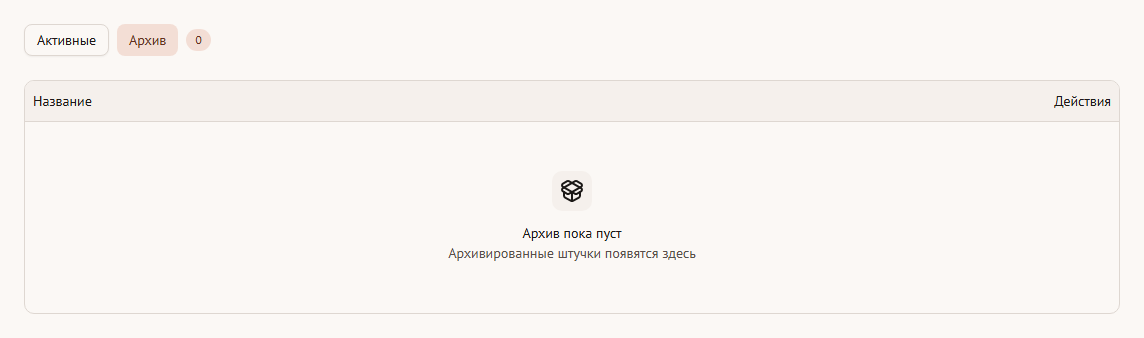 Активные Архив 0
Название Действия
Архив пока пуст
Архивированные штучки появятся здесь